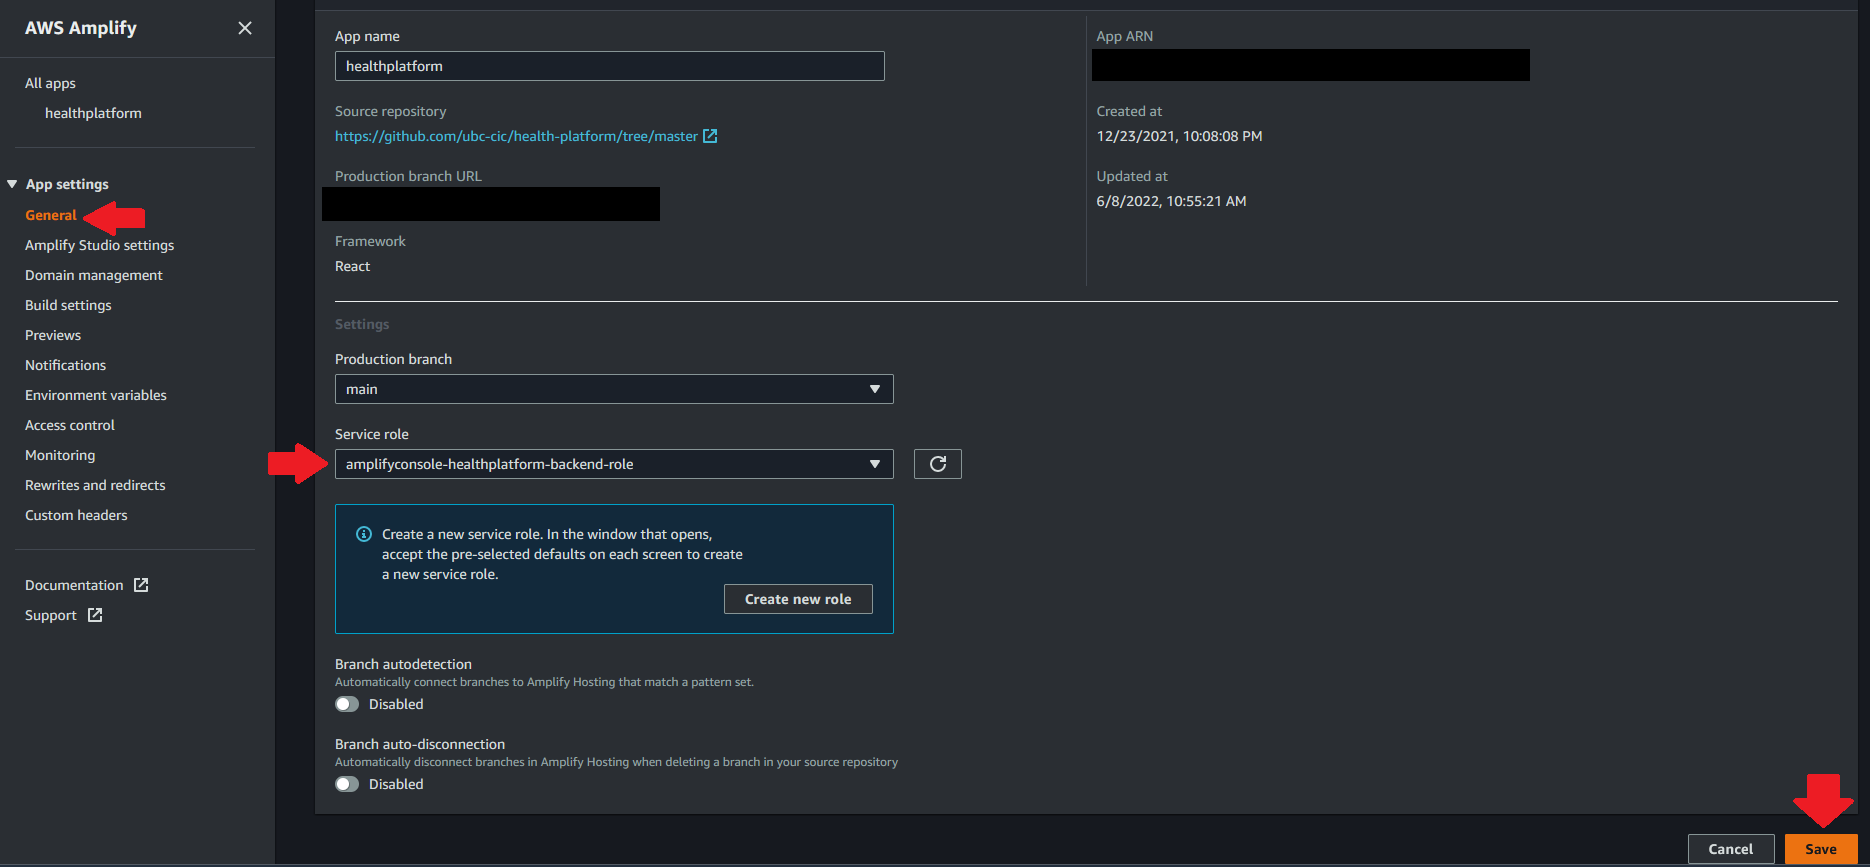 AWS Amplify
All apps
healthplatform
App settings
General
Amplify Studio settings
Domain management
Build settings
Previews
Notifications
Environment variables
Access control
Monitoring
Rewrites and redirects
Custom headers
Documentation
Support
App name
healthplatform
Source repository
https://github.com/ubc-cic/health-platform/tree/master
Production branch URL
Framework
React
App ARN
Created at
12/23/2021, 10:08:08 PM
Updated at
6/8/2022, 10:55:21 AM
Settings
Production branch
main
Service role
amplifyconsole-healthplatform-backend-role
Create a new service role. In the window that opens,
accept the pre-selected defaults on each screen to create
a new service role.
Create new role
Branch autodetection
Automatically connect branches to Amplify Hosting that match a pattern set.
Disabled
Branch auto-disconnection
Automatically disconnect branches in Amplify Hosting when deleting a branch in your source repository
Disabled
Cancel
Save